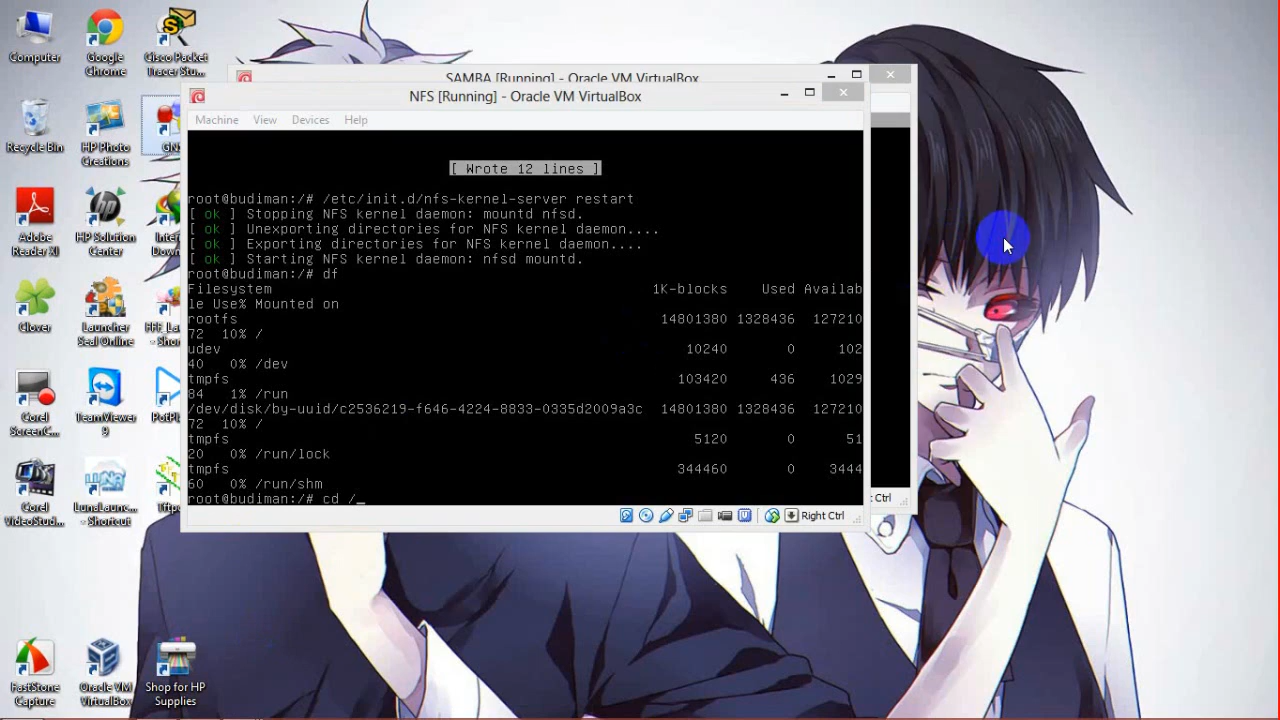 Computer
Google Chrome
Cisco Packet Tracer Stu...
Recycle Bin
HP Photo Creations
Adobe Reader XI
HP Solution Center
Clover
Launcher Seal Online
Corel ScreenC...
TeamViewer 9
Corel VideoStud...
LunaLaunc... - Shortcut
FastStone Capture
Oracle VM VirtualBox
Shop for HP Supplies
SAMBA [Running] - Oracle VM VirtualBox
NFS [Running] - Oracle VM VirtualBox
Machine View Devices Help
[ Wrote 12 lines ]
root@budiman:/# /etc/init.d/nfs-kernel-server restart
[ ok ] Stopping NFS kernel daemon: mountd nfsd.
[ ok ] Unexporting directories for NFS kernel daemon....
[ ok ] Exporting directories for NFS kernel daemon....
[ ok ] Starting NFS kernel daemon: nfsd mountd.
root@budiman:/# df
Filesystem 1K-blocks Used Availab
le Use% Mounted on
rootfs 14801380 1328436 127210
72 10% /
udev 10240 0 102
40 0% /dev
tmpfs 103420 436 1029
84 1% /run
/dev/disk/by-uuid/c2536219-f646-4224-8833-0335d2009a3c 14801380 1328436 127210
72 10% /
tmpfs 5120 0 51
20 0% /run/lock
tmpfs 344460 0 3444
60 0% /run/shm
root@budiman:/# cd /_
Right Ctrl
Ctrl